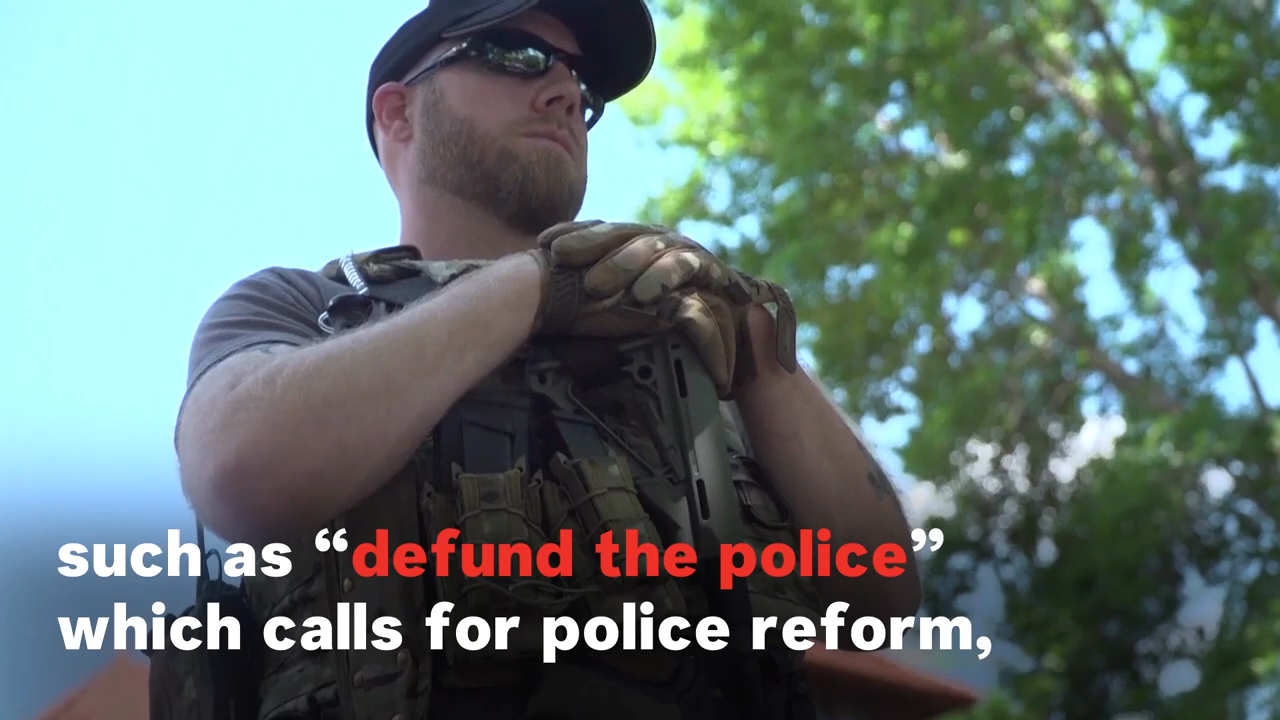 such as “defund the police”
which calls for police reform,